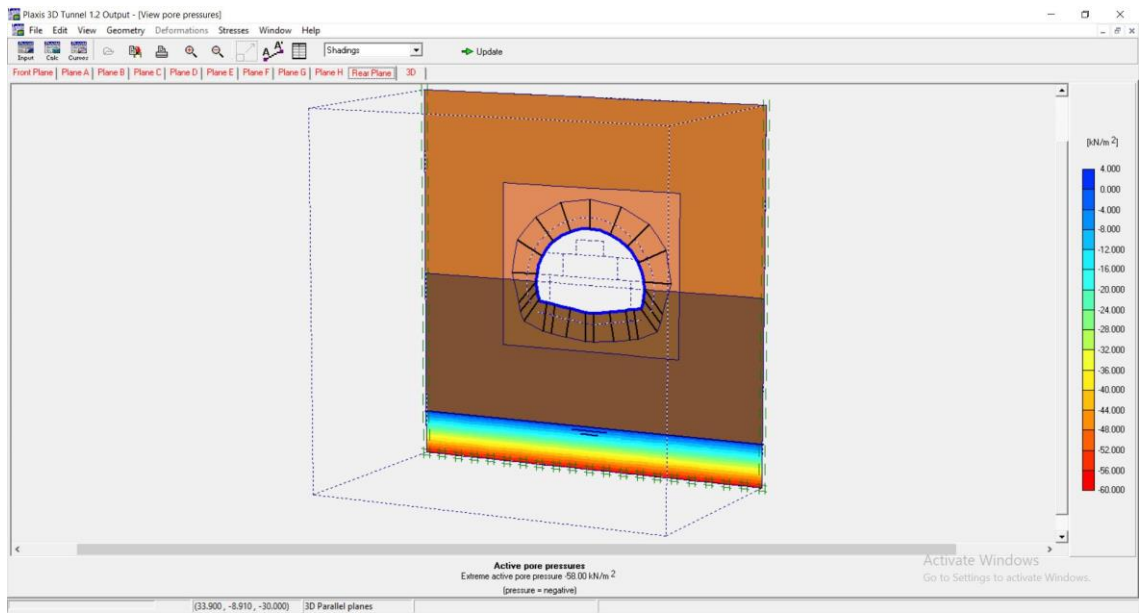 Plaxis 3D Tunnel 1.2 Output - [View pore pressures]
File Edit View Geometry Deformations Stresses Window Help
Input Calc Curves A A' Shadings Update
Front Plane Plane A Plane B Plane C Plane D Plane E Plane F Plane G Plane H Rear Plane 3D
[kN/m 2]
4.000
0.000
-4.000
-8.000
-12.000
-16.000
-20.000
-24.000
-28.000
-32.000
-36.000
-40.000
-44.000
-48.000
-52.000
-56.000
-60.000
Active pore pressures
Extreme active pore pressure -58.00 kN/m 2
(pressure = negative)
Activate Windows
Go to Settings to activate Windows.
(33.900 , -8.910 , -30.000) 3D Parallel planes